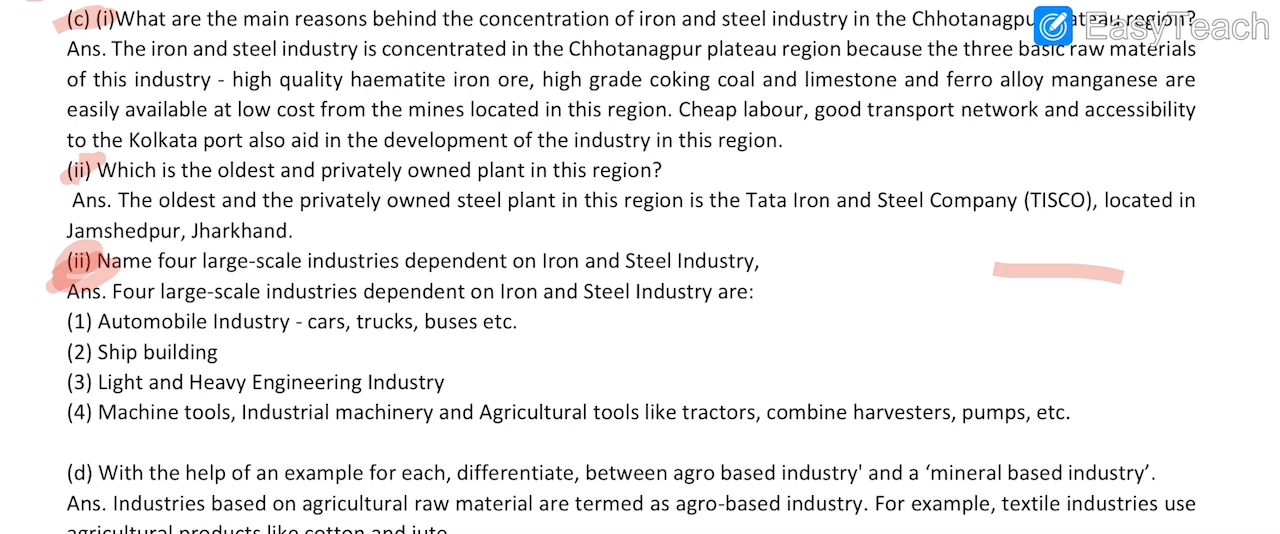 (c) (i)What are the main reasons behind the concentration of iron and steel industry in the Chhotanagpur plateau region?
EasyTeach
Ans. The iron and steel industry is concentrated in the Chhotanagpur plateau region because the three basic raw materials
of this industry - high quality haematite iron ore, high grade coking coal and limestone and ferro alloy manganese are
easily available at low cost from the mines located in this region. Cheap labour, good transport network and accessibility
to the Kolkata port also aid in the development of the industry in this region.
(ii) Which is the oldest and privately owned plant in this region?
Ans. The oldest and the privately owned steel plant in this region is the Tata Iron and Steel Company (TISCO), located in
Jamshedpur, Jharkhand.
(ii) Name four large-scale industries dependent on Iron and Steel Industry,
Ans. Four large-scale industries dependent on Iron and Steel Industry are:
(1) Automobile Industry - cars, trucks, buses etc.
(2) Ship building
(3) Light and Heavy Engineering Industry
(4) Machine tools, Industrial machinery and Agricultural tools like tractors, combine harvesters, pumps, etc.
(d) With the help of an example for each, differentiate, between agro based industry' and a ‘mineral based industry’.
Ans. Industries based on agricultural raw material are termed as agro-based industry. For example, textile industries use
agricultural products like cotton and jute.